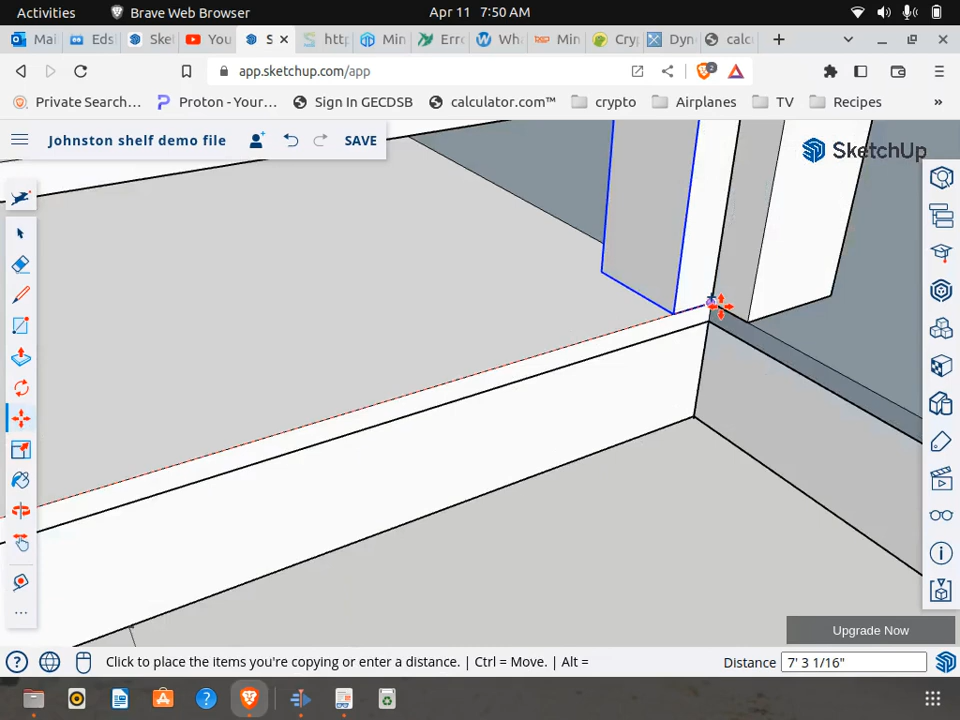 Activities Brave Web Browser Apr 11 7:50 AM
Mai Eds Ske You S http Min Erro Wha Min Cryp Dyn calc
app.sketchup.com/app 2
Private Search... Proton - Your... Sign In GECDSB calculator.com™ crypto Airplanes TV Recipes »
Johnston shelf demo file SAVE
SketchUp
Upgrade Now
Click to place the items you're copying or enter a distance. | Ctrl = Move. | Alt = Distance 7' 3 1/16"